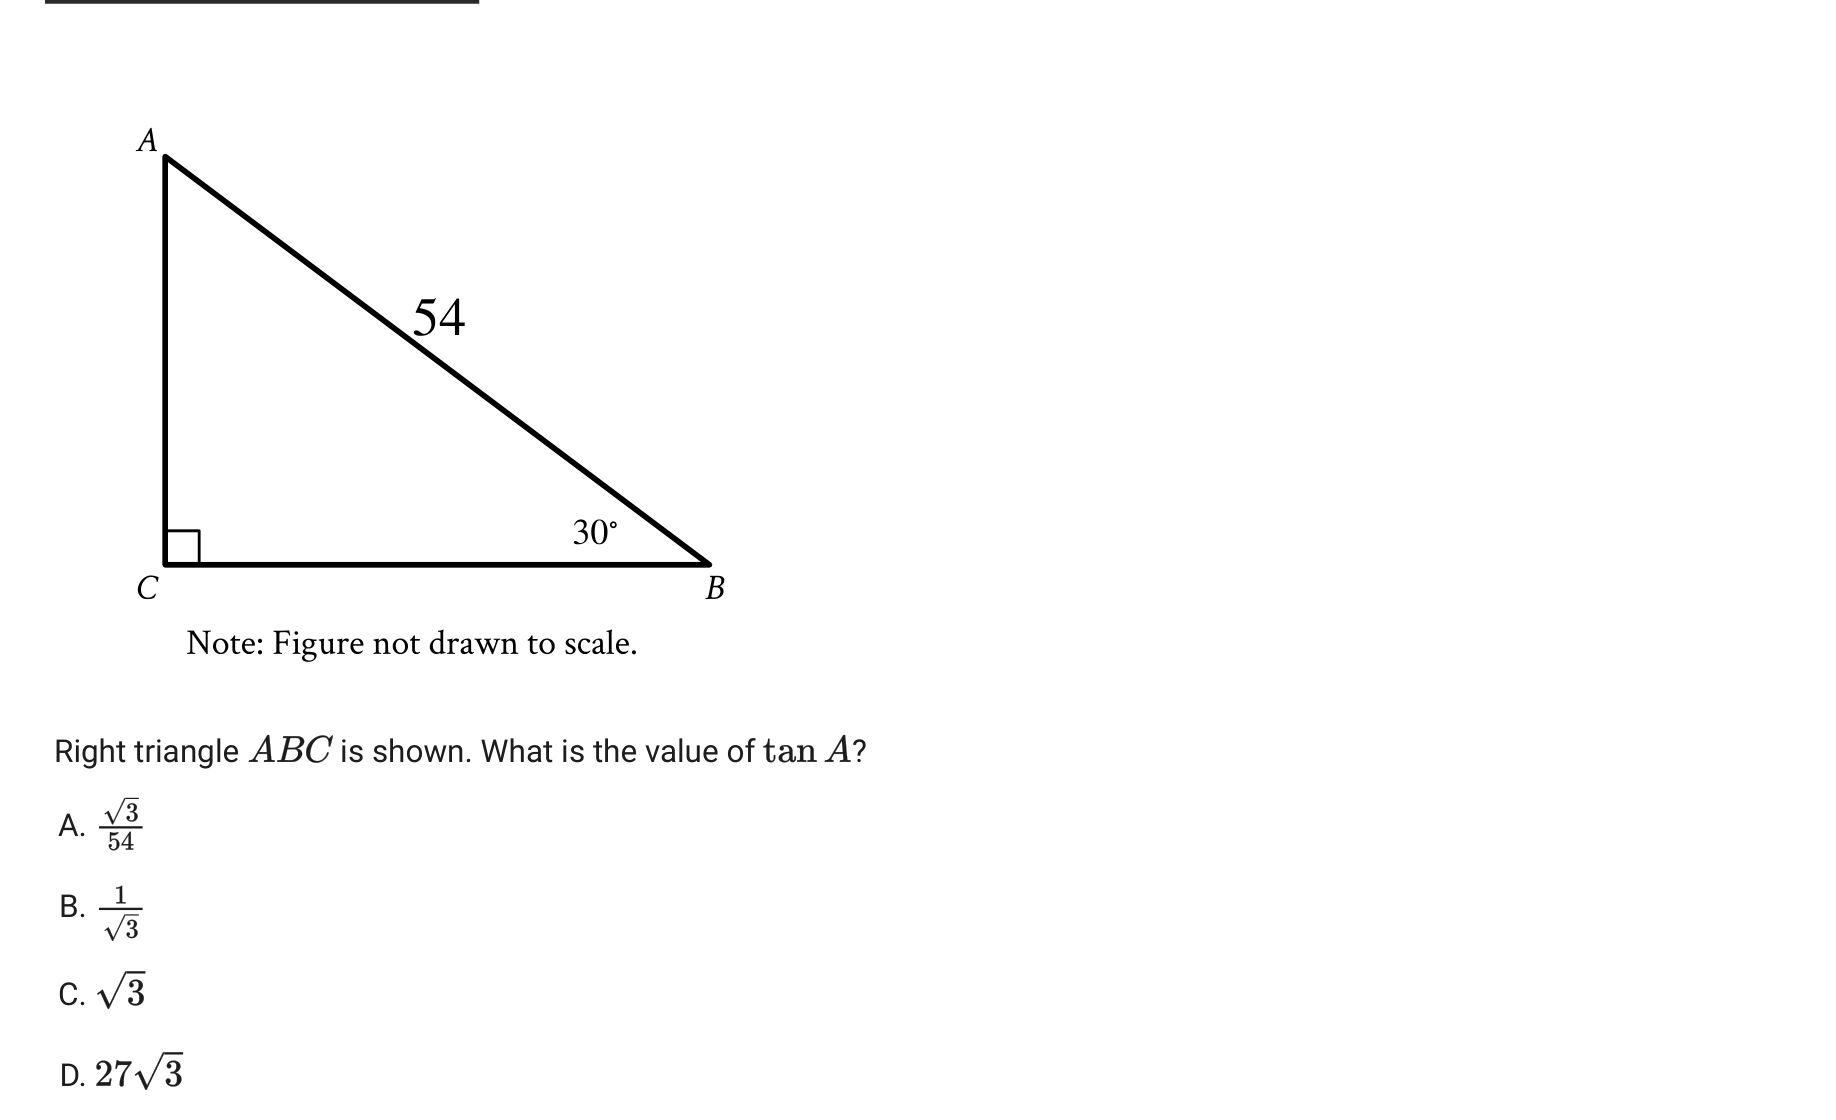 A
54
30°
C
B
Note: Figure not drawn to scale.
Right triangle ABC is shown. What is the value of tan A?
A. √3/54
B. 1/√3
C. √3
D. 27√3